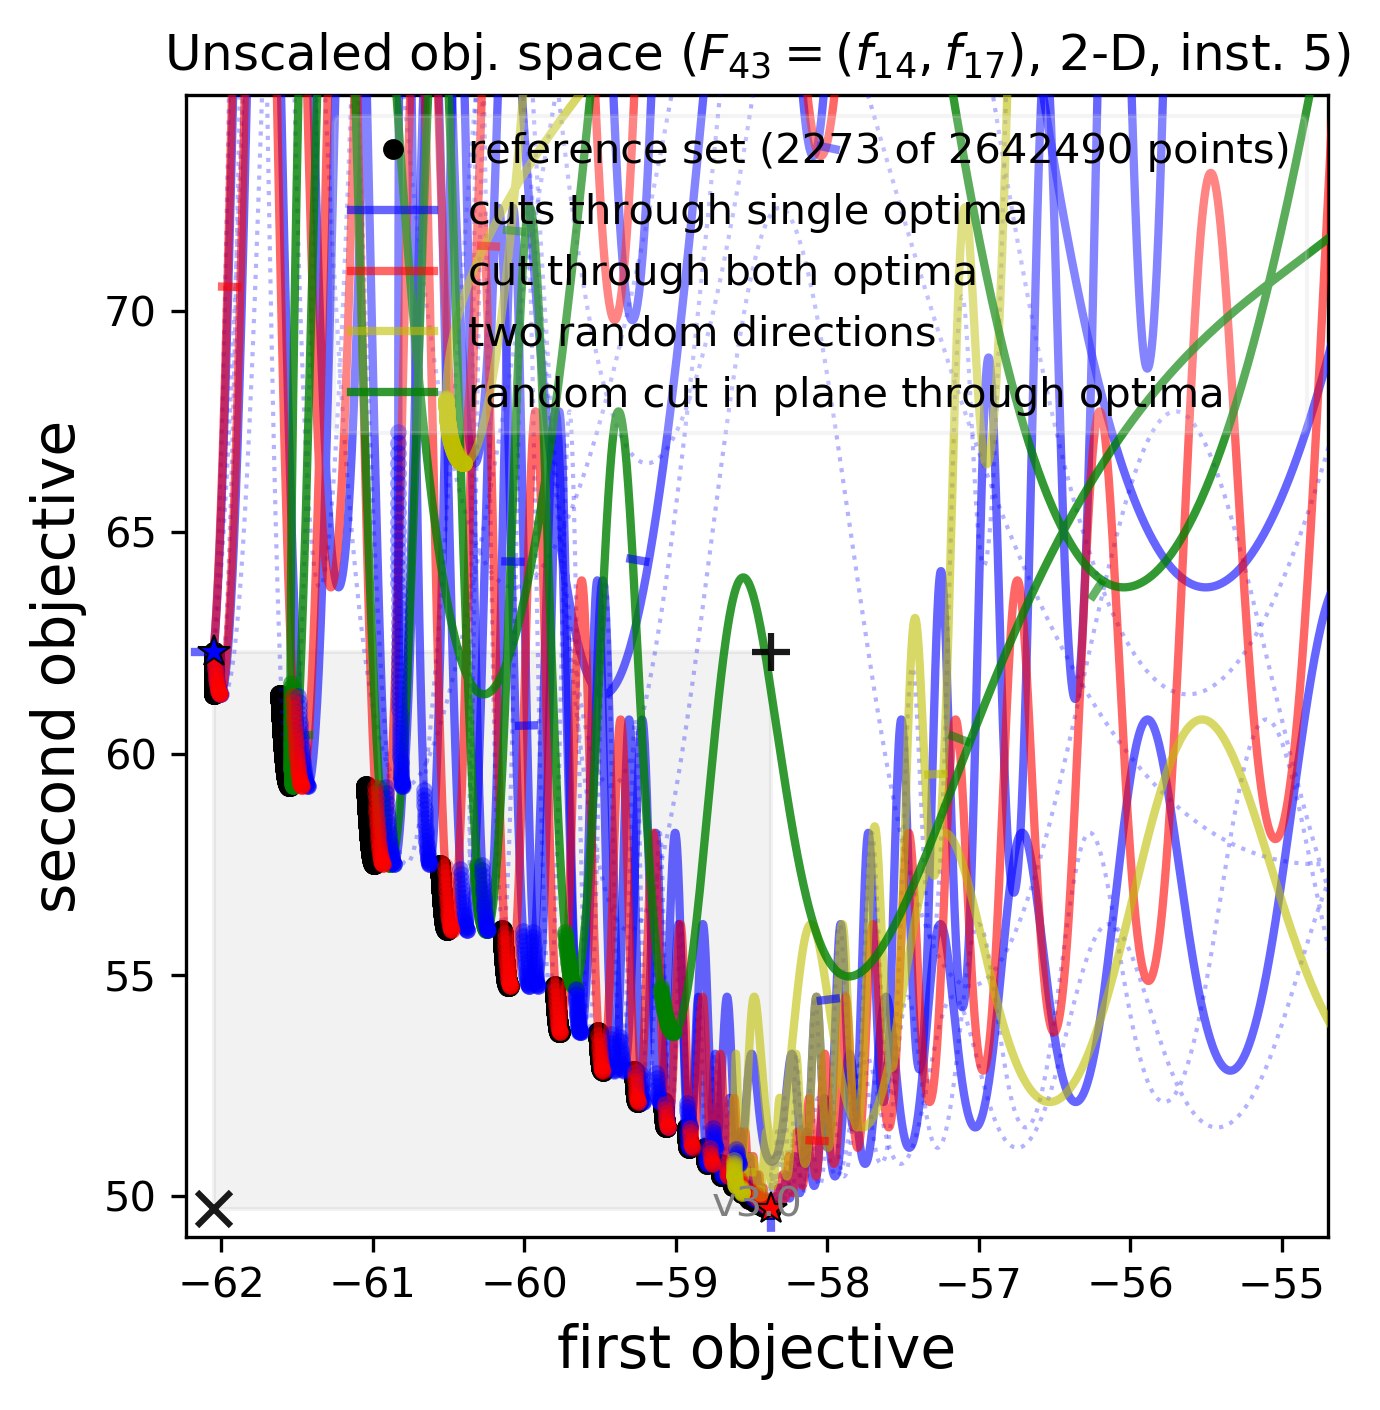 Unscaled obj. space (F₄₃ = (f₁₄, f₁₇), 2-D, inst. 5)
reference set (2273 of 2642490 points)
cuts through single optima
cut through both optima
two random directions
random cut in plane through optima
second objective
70
65
60
55
50
v3.0
−62
−61
−60
−59
−58
−57
−56
−55
first objective